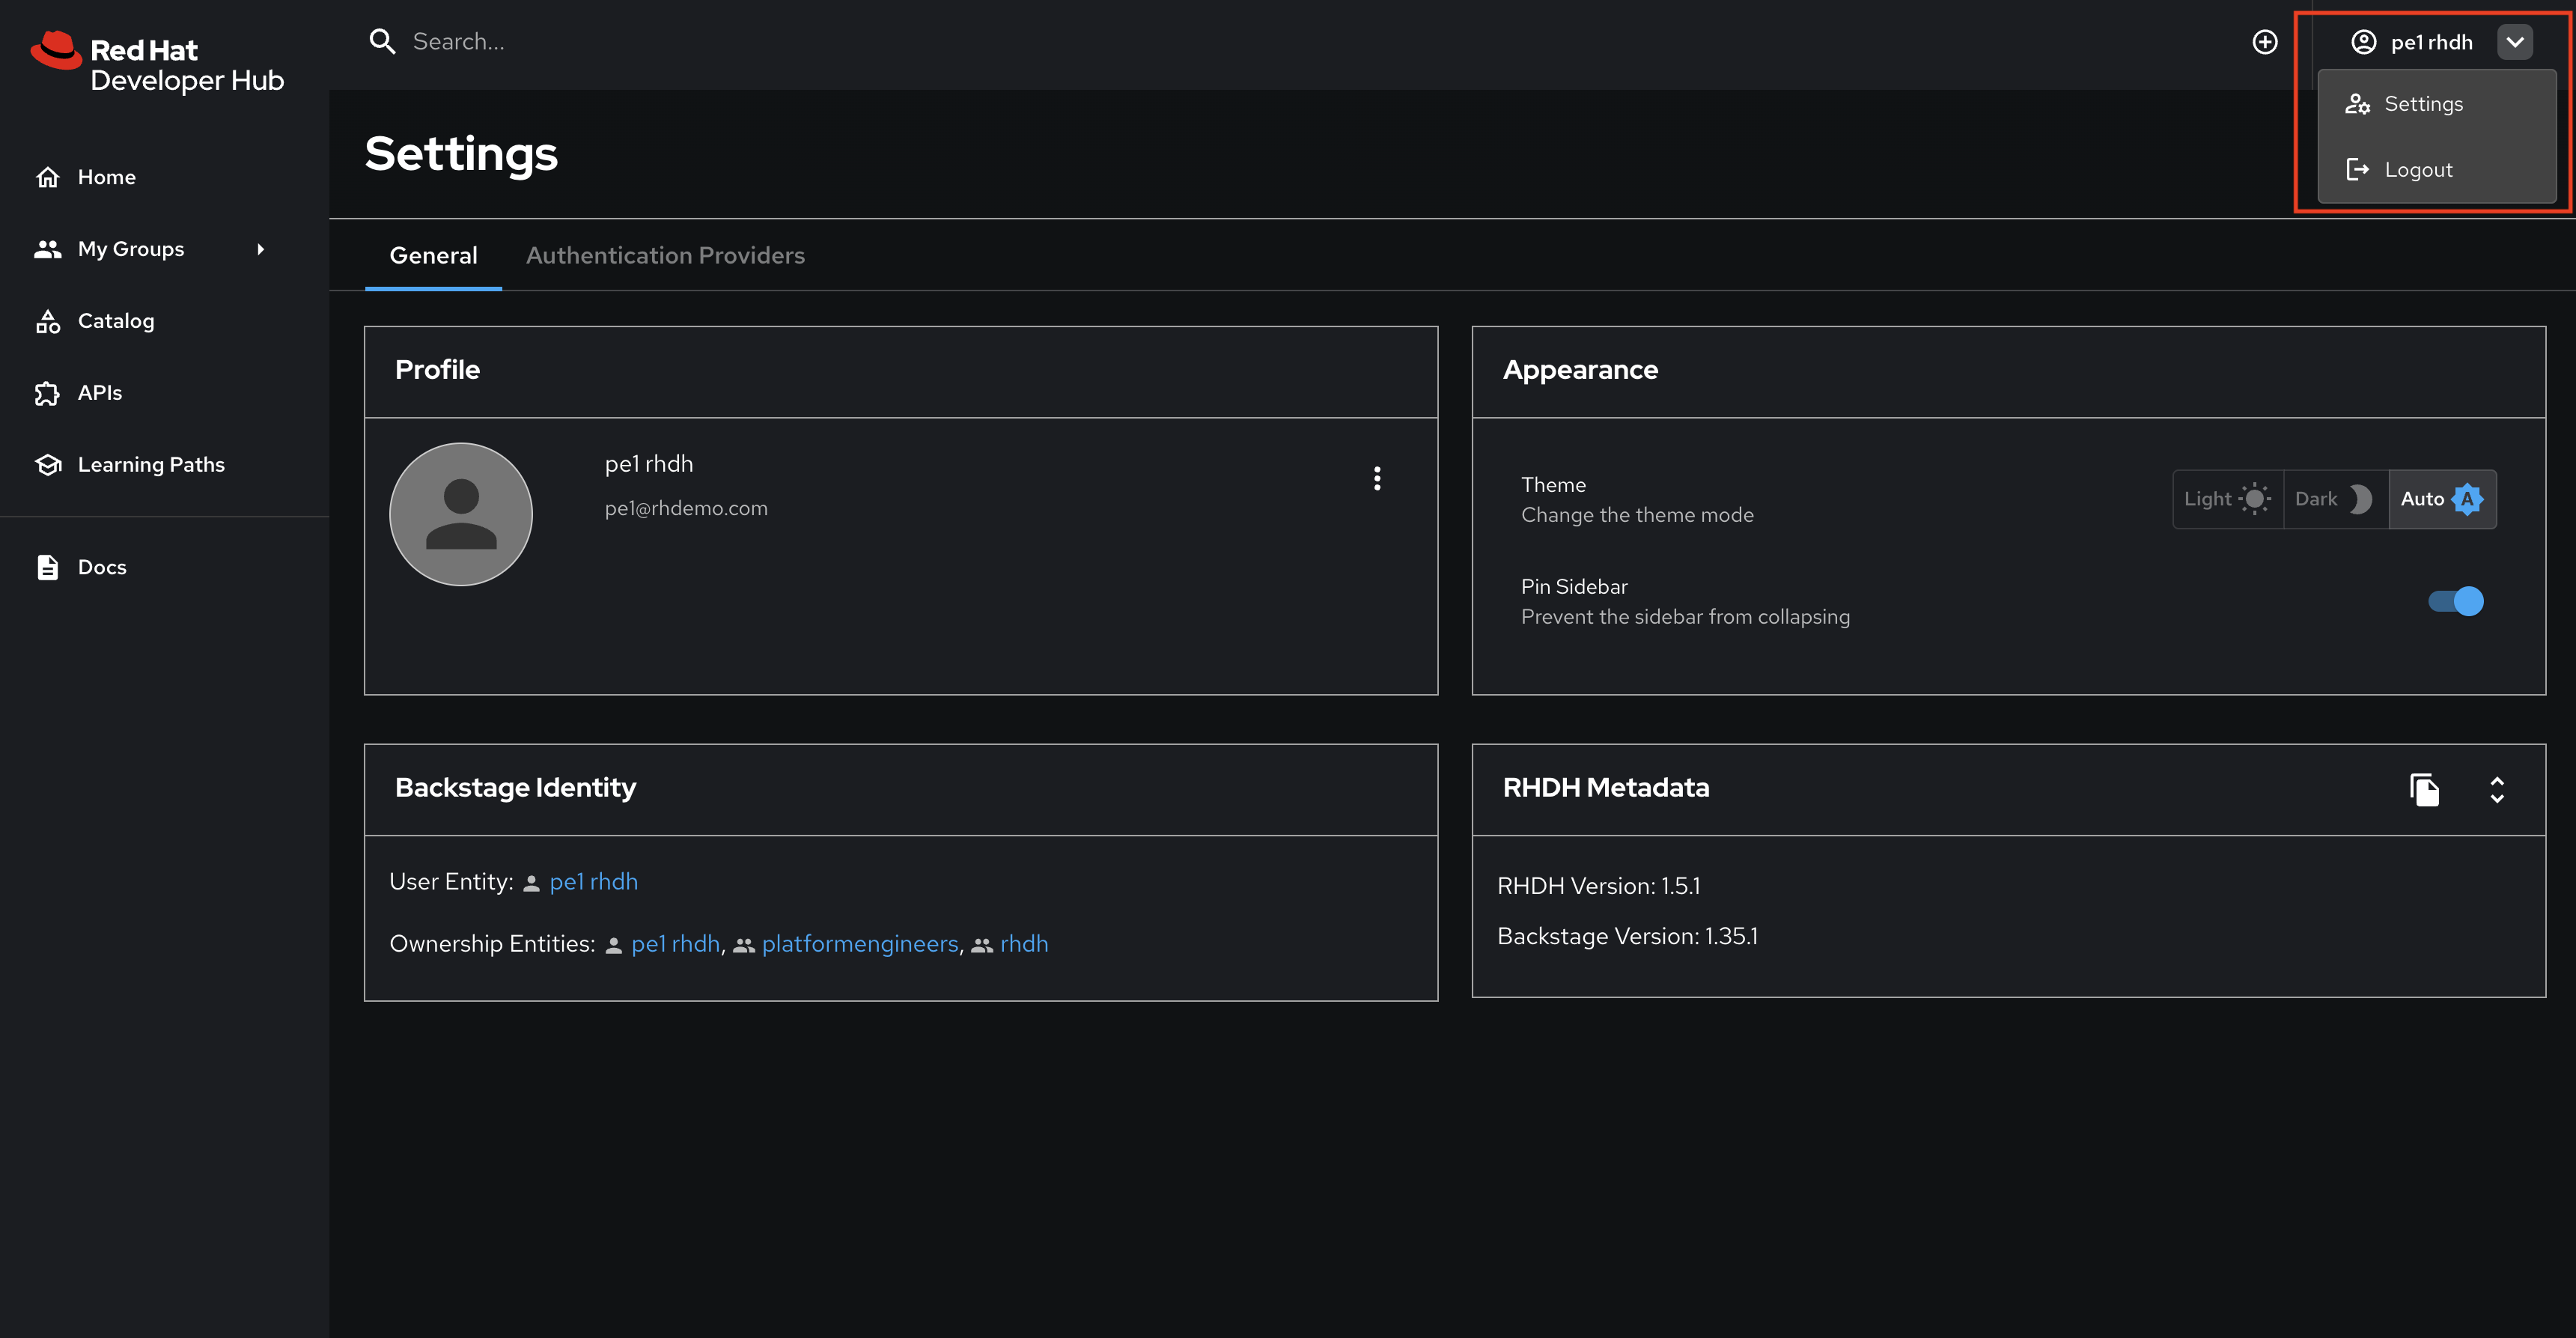 Red Hat
Developer Hub
Search...
pe1 rhdh
Settings
Logout
Home
My Groups
Catalog
APIs
Learning Paths
Docs
Settings
General
Authentication Providers
Profile
pe1 rhdh
pe1@rhdemo.com
Appearance
Theme
Change the theme mode
Light
Dark
Auto A
Pin Sidebar
Prevent the sidebar from collapsing
Backstage Identity
User Entity: pe1 rhdh
Ownership Entities: pe1 rhdh, platformengineers, rhdh
RHDH Metadata
RHDH Version: 1.5.1
Backstage Version: 1.35.1